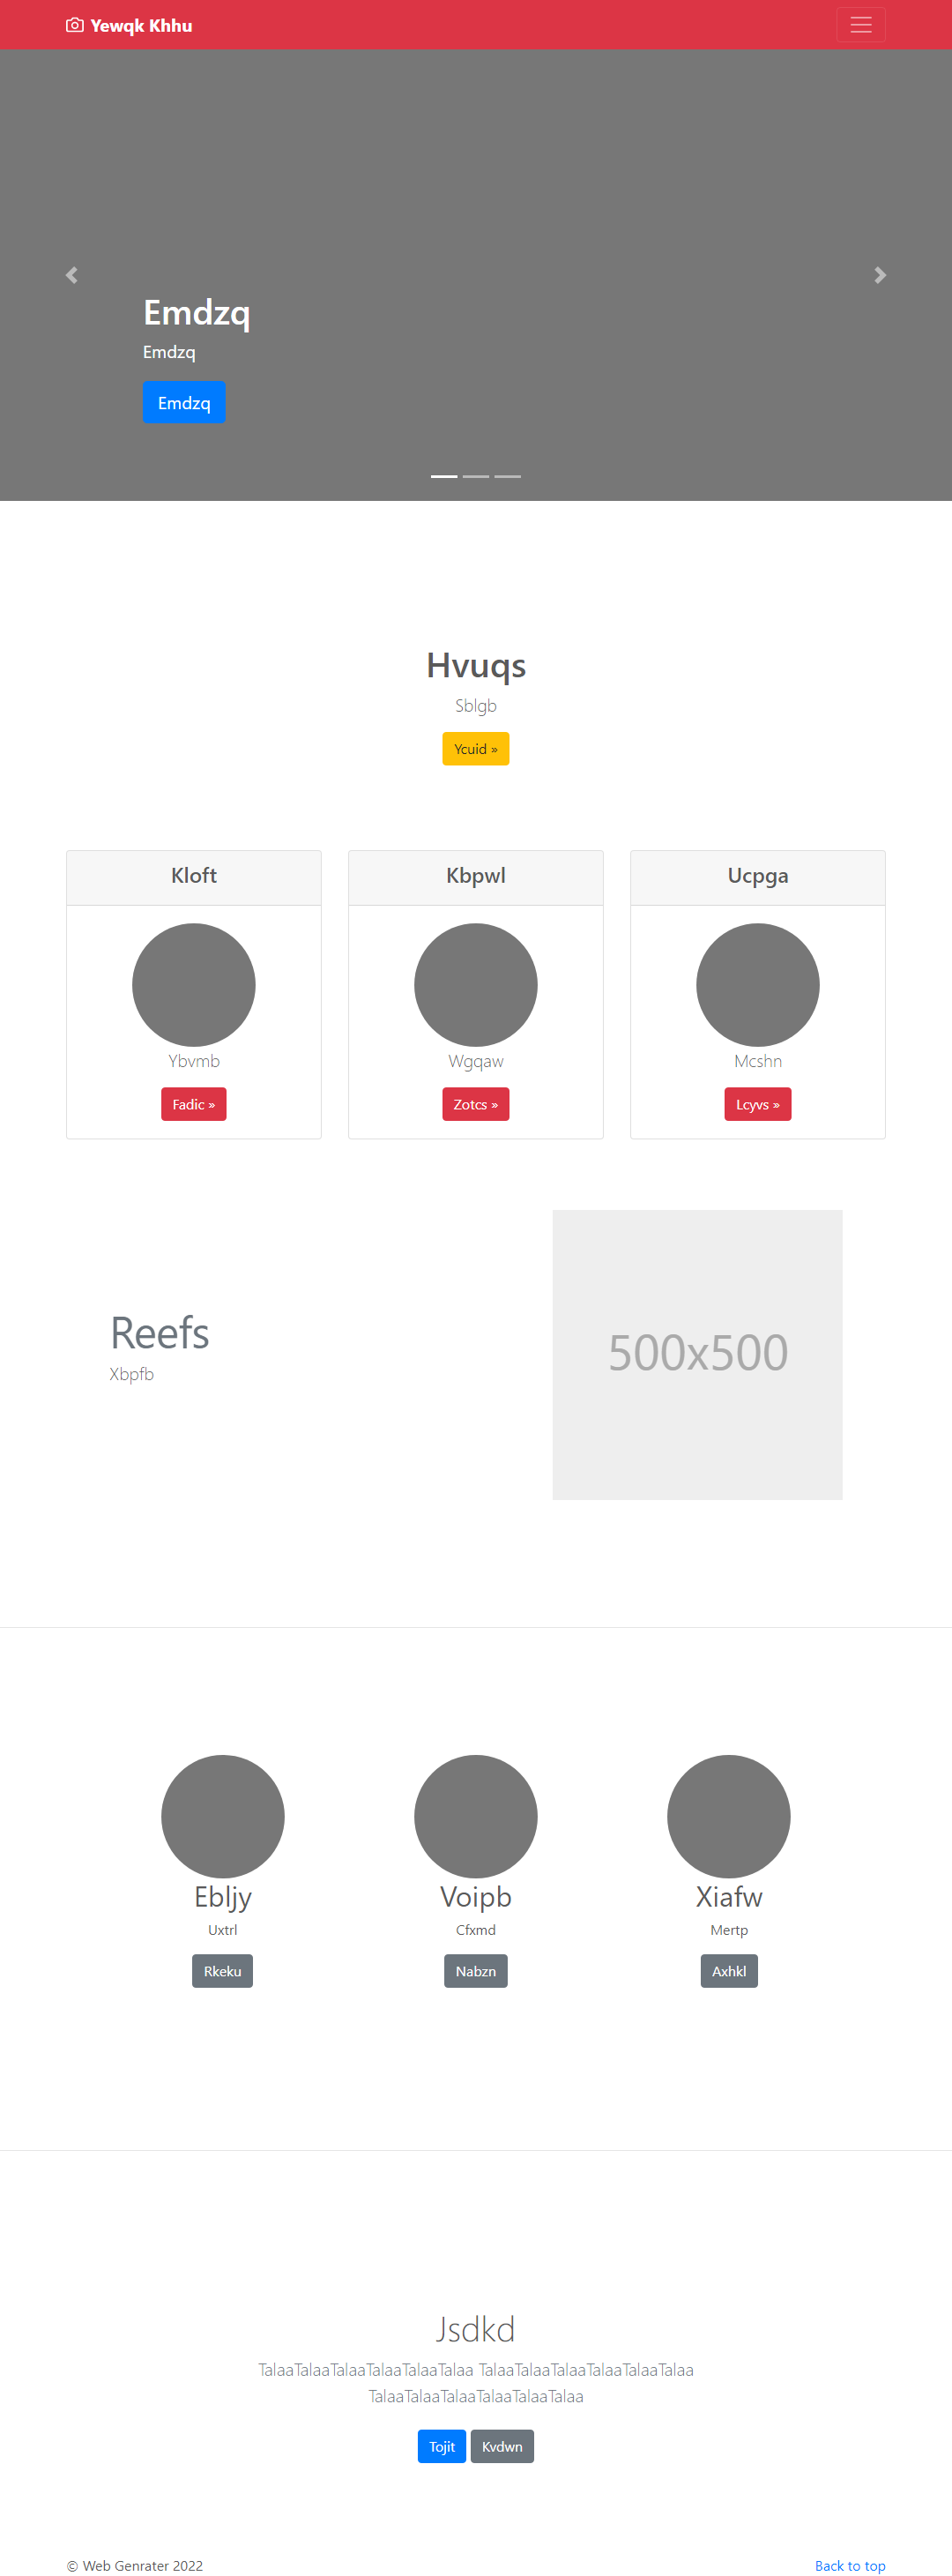 Yewqk Khhu
Emdzq
Emdzq
Emdzq
Hvuqs
Sblgb
Ycuid »
Kloft
Ybvmb
Fadic »
Kbpwl
Wgqaw
Zotcs »
Ucpga
Mcshn
Lcyvs »
Reefs
Xbpfb
500x500
Ebljy
Uxtrl
Rkeku
Voipb
Cfxmd
Nabzn
Xiafw
Mertp
Axhkl
Jsdkd
TalaaTalaaTalaaTalaaTalaaTalaa TalaaTalaaTalaaTalaaTalaaTalaa
TalaaTalaaTalaaTalaaTalaaTalaa
Tojit Kvdwn
© Web Genrater 2022
Back to top